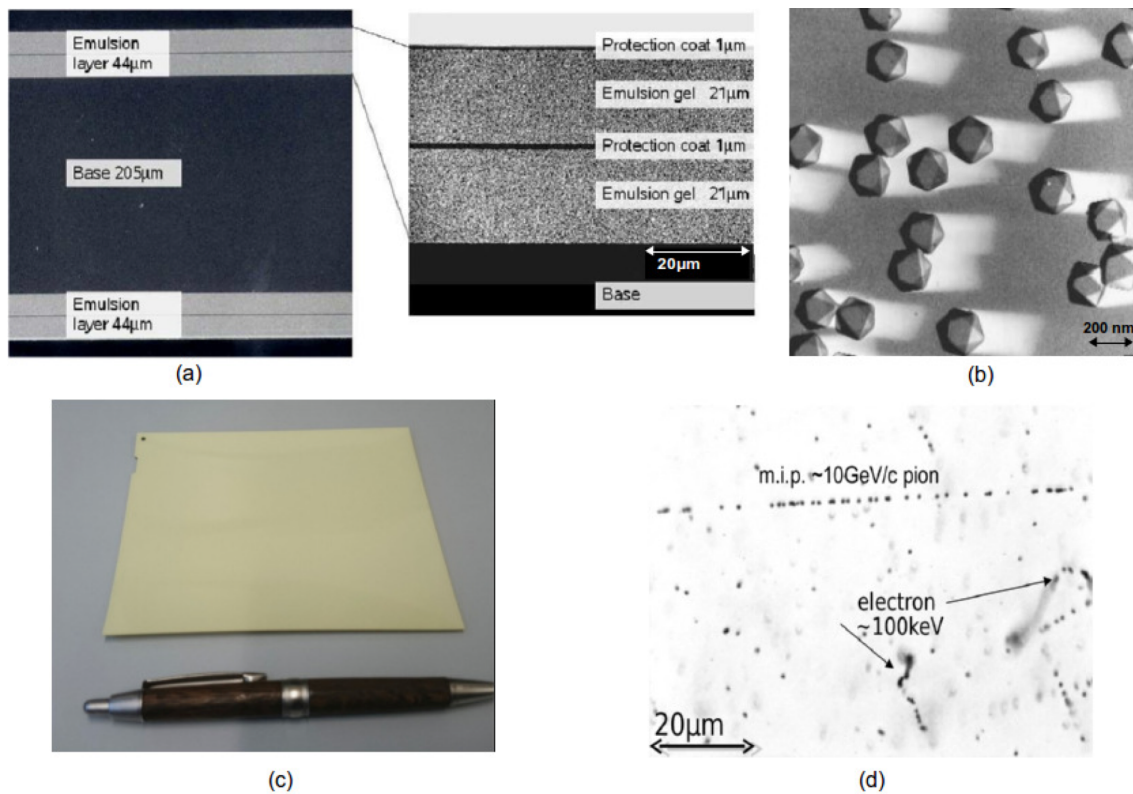 Emulsion
layer 44μm
Base 205μm
Emulsion
layer 44μm
(a)
Protection coat 1μm
Emulsion gel 21μm
Protection coat 1μm
Emulsion gel 21μm
20μm
Base
200 nm
(b)
(c)
m.i.p. ~10GeV/c pion
electron
~100keV
20μm
(d)